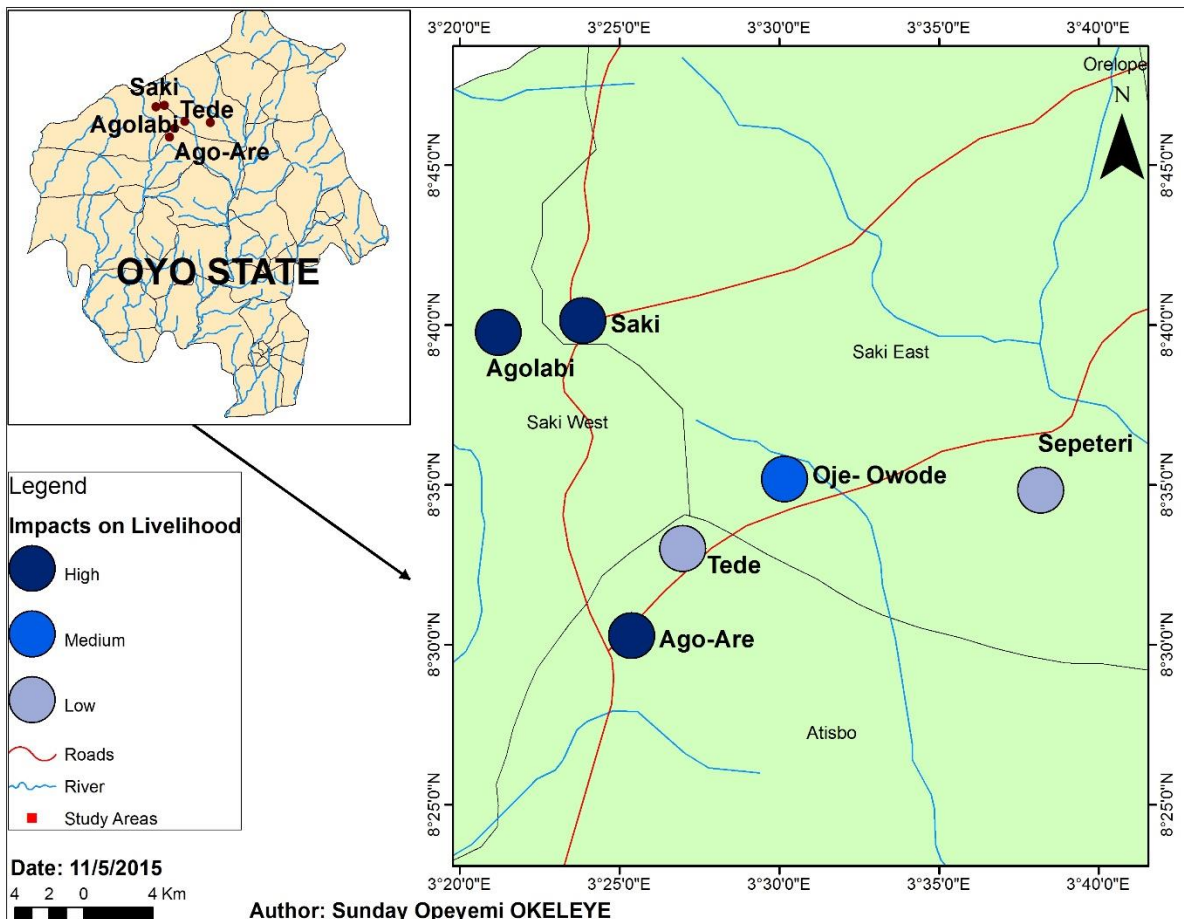 Saki
Tede
Agolabi
Ago-Are
OYO STATE
3°20'0"E
3°25'0"E
3°30'0"E
3°35'0"E
3°40'0"E
Orelope
N
8°45'0"N
8°45'0"N
8°40'0"N
8°40'0"N
Saki
Agolabi
Saki East
Saki West
Sepeteri
Oje- Owode
8°35'0"N
8°35'0"N
Tede
Ago-Are
8°30'0"N
8°30'0"N
Atisbo
8°25'0"N
8°25'0"N
3°20'0"E
3°25'0"E
3°30'0"E
3°35'0"E
3°40'0"E
Legend
Impacts on Livelihood
High
Medium
Low
Roads
River
Study Areas
Date: 11/5/2015
4 2 0 4 Km
Author: Sunday Opeyemi OKELEYE